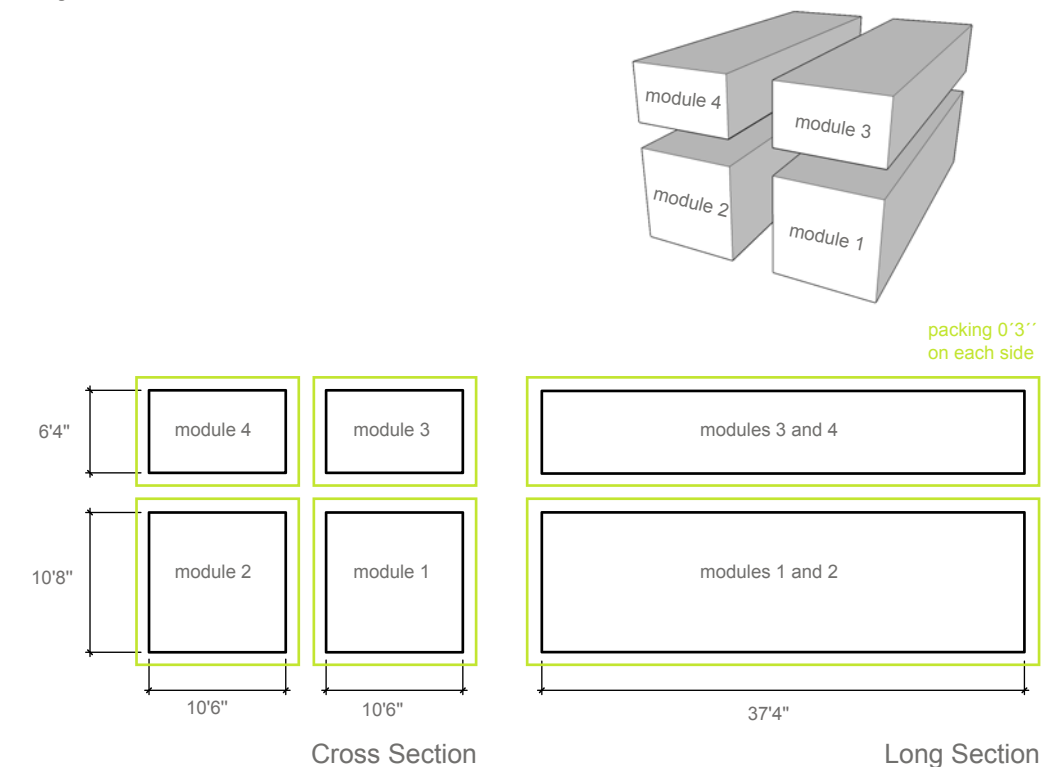 module 4
module 3
module 2
module 1
packing 0´3´´
on each side
6'4"
module 4
module 3
modules 3 and 4
10'8"
module 2
module 1
modules 1 and 2
10'6"
10'6"
37'4"
Cross Section
Long Section